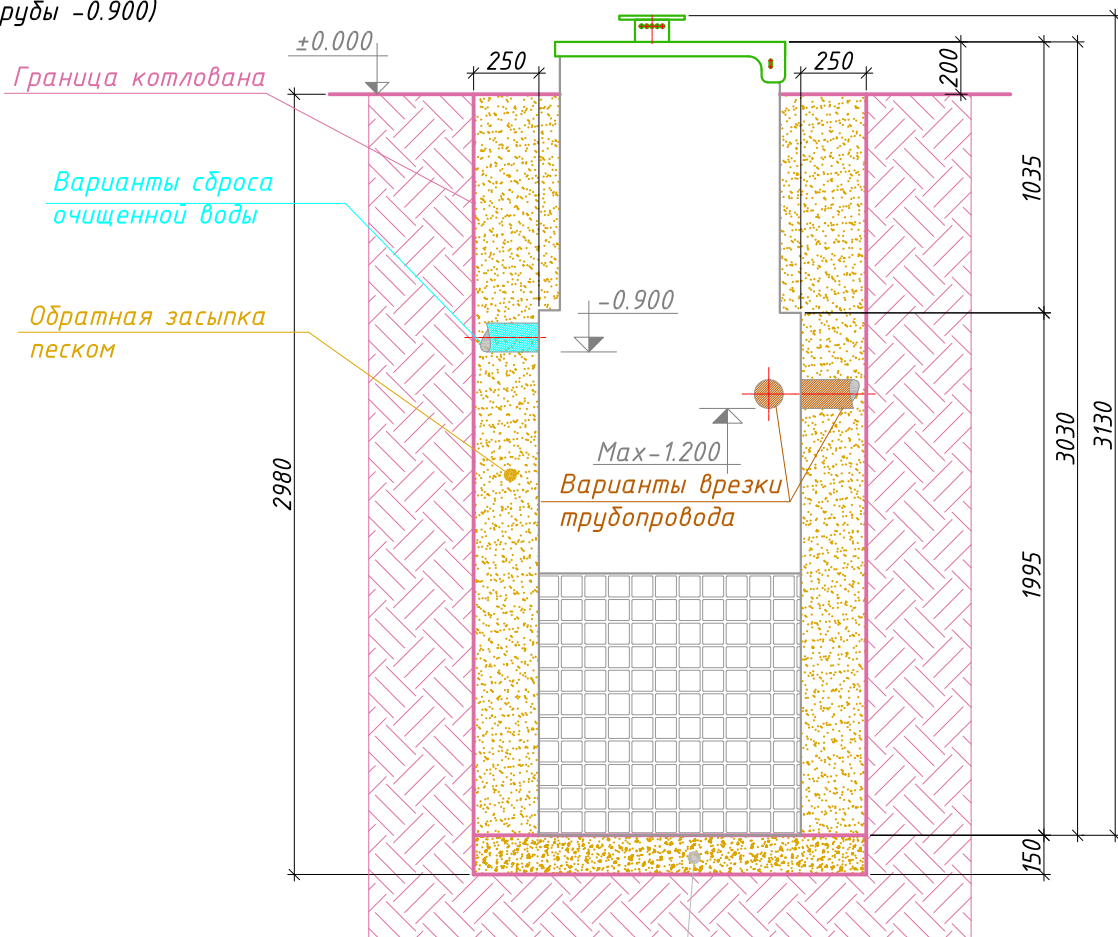 рубы -0.900)
±0.000
Граница котлована
250
250
200
Варианты сброса
очищенной воды
1035
Обратная засыпка
песком
-0.900
Max-1.200
Варианты врезки
трубопровода
2980
3030
3130
1995
150